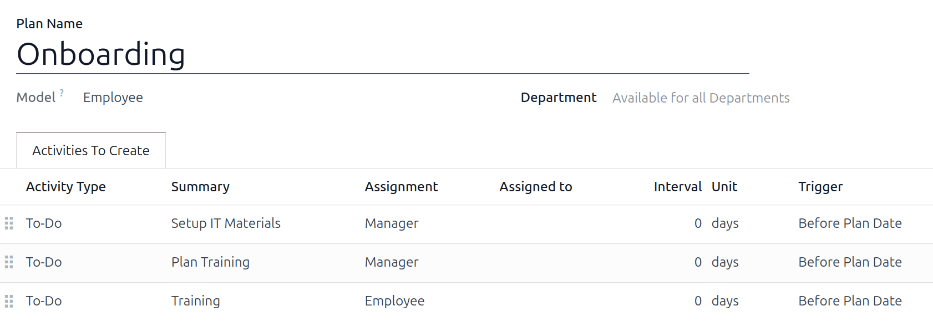 Plan Name
Onboarding
Model ? Employee Department Available for all Departments
Activities To Create
Activity Type Summary Assignment Assigned to Interval Unit Trigger
To-Do Setup IT Materials Manager 0 days Before Plan Date
To-Do Plan Training Manager 0 days Before Plan Date
To-Do Training Employee 0 days Before Plan Date